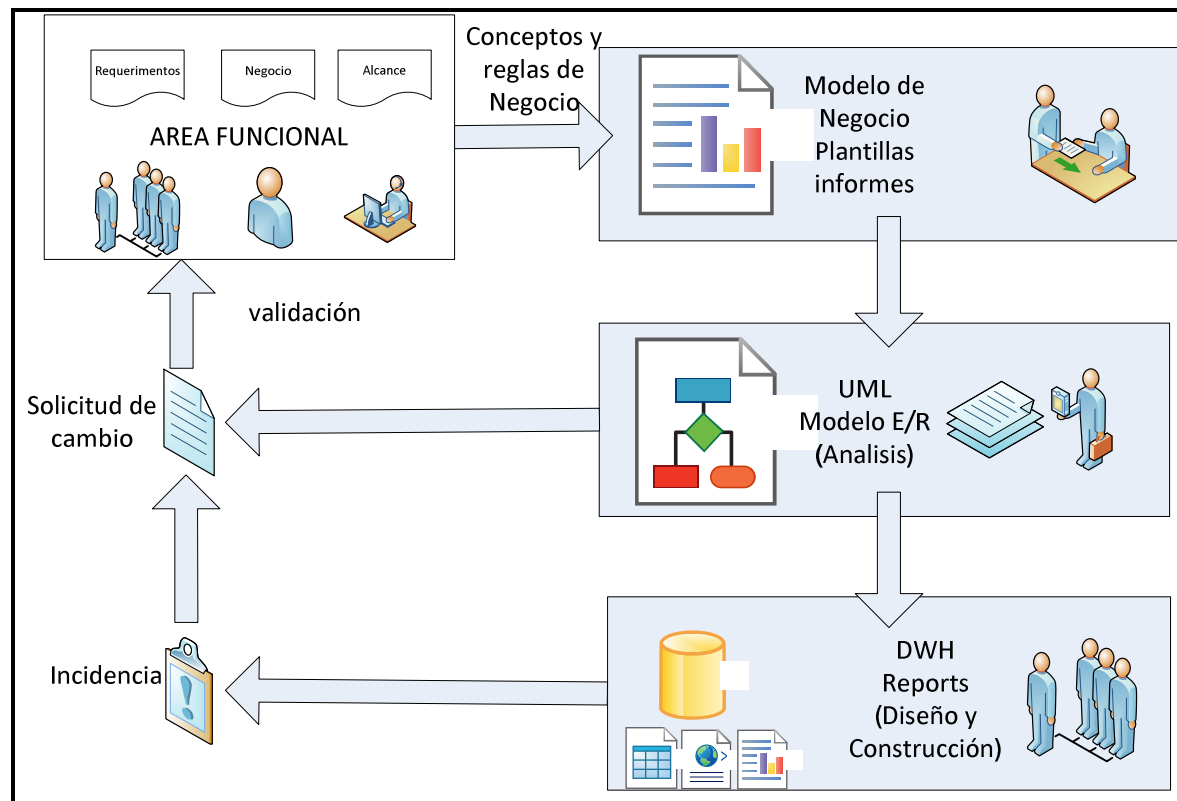 Requerimentos
Negocio
Alcance
AREA FUNCIONAL
Conceptos y
reglas de
Negocio
Modelo de
Negocio
Plantillas
informes
validación
Solicitud de
cambio
UML
Modelo E/R
(Analisis)
Incidencia
DWH
Reports
(Diseño y
Construcción)